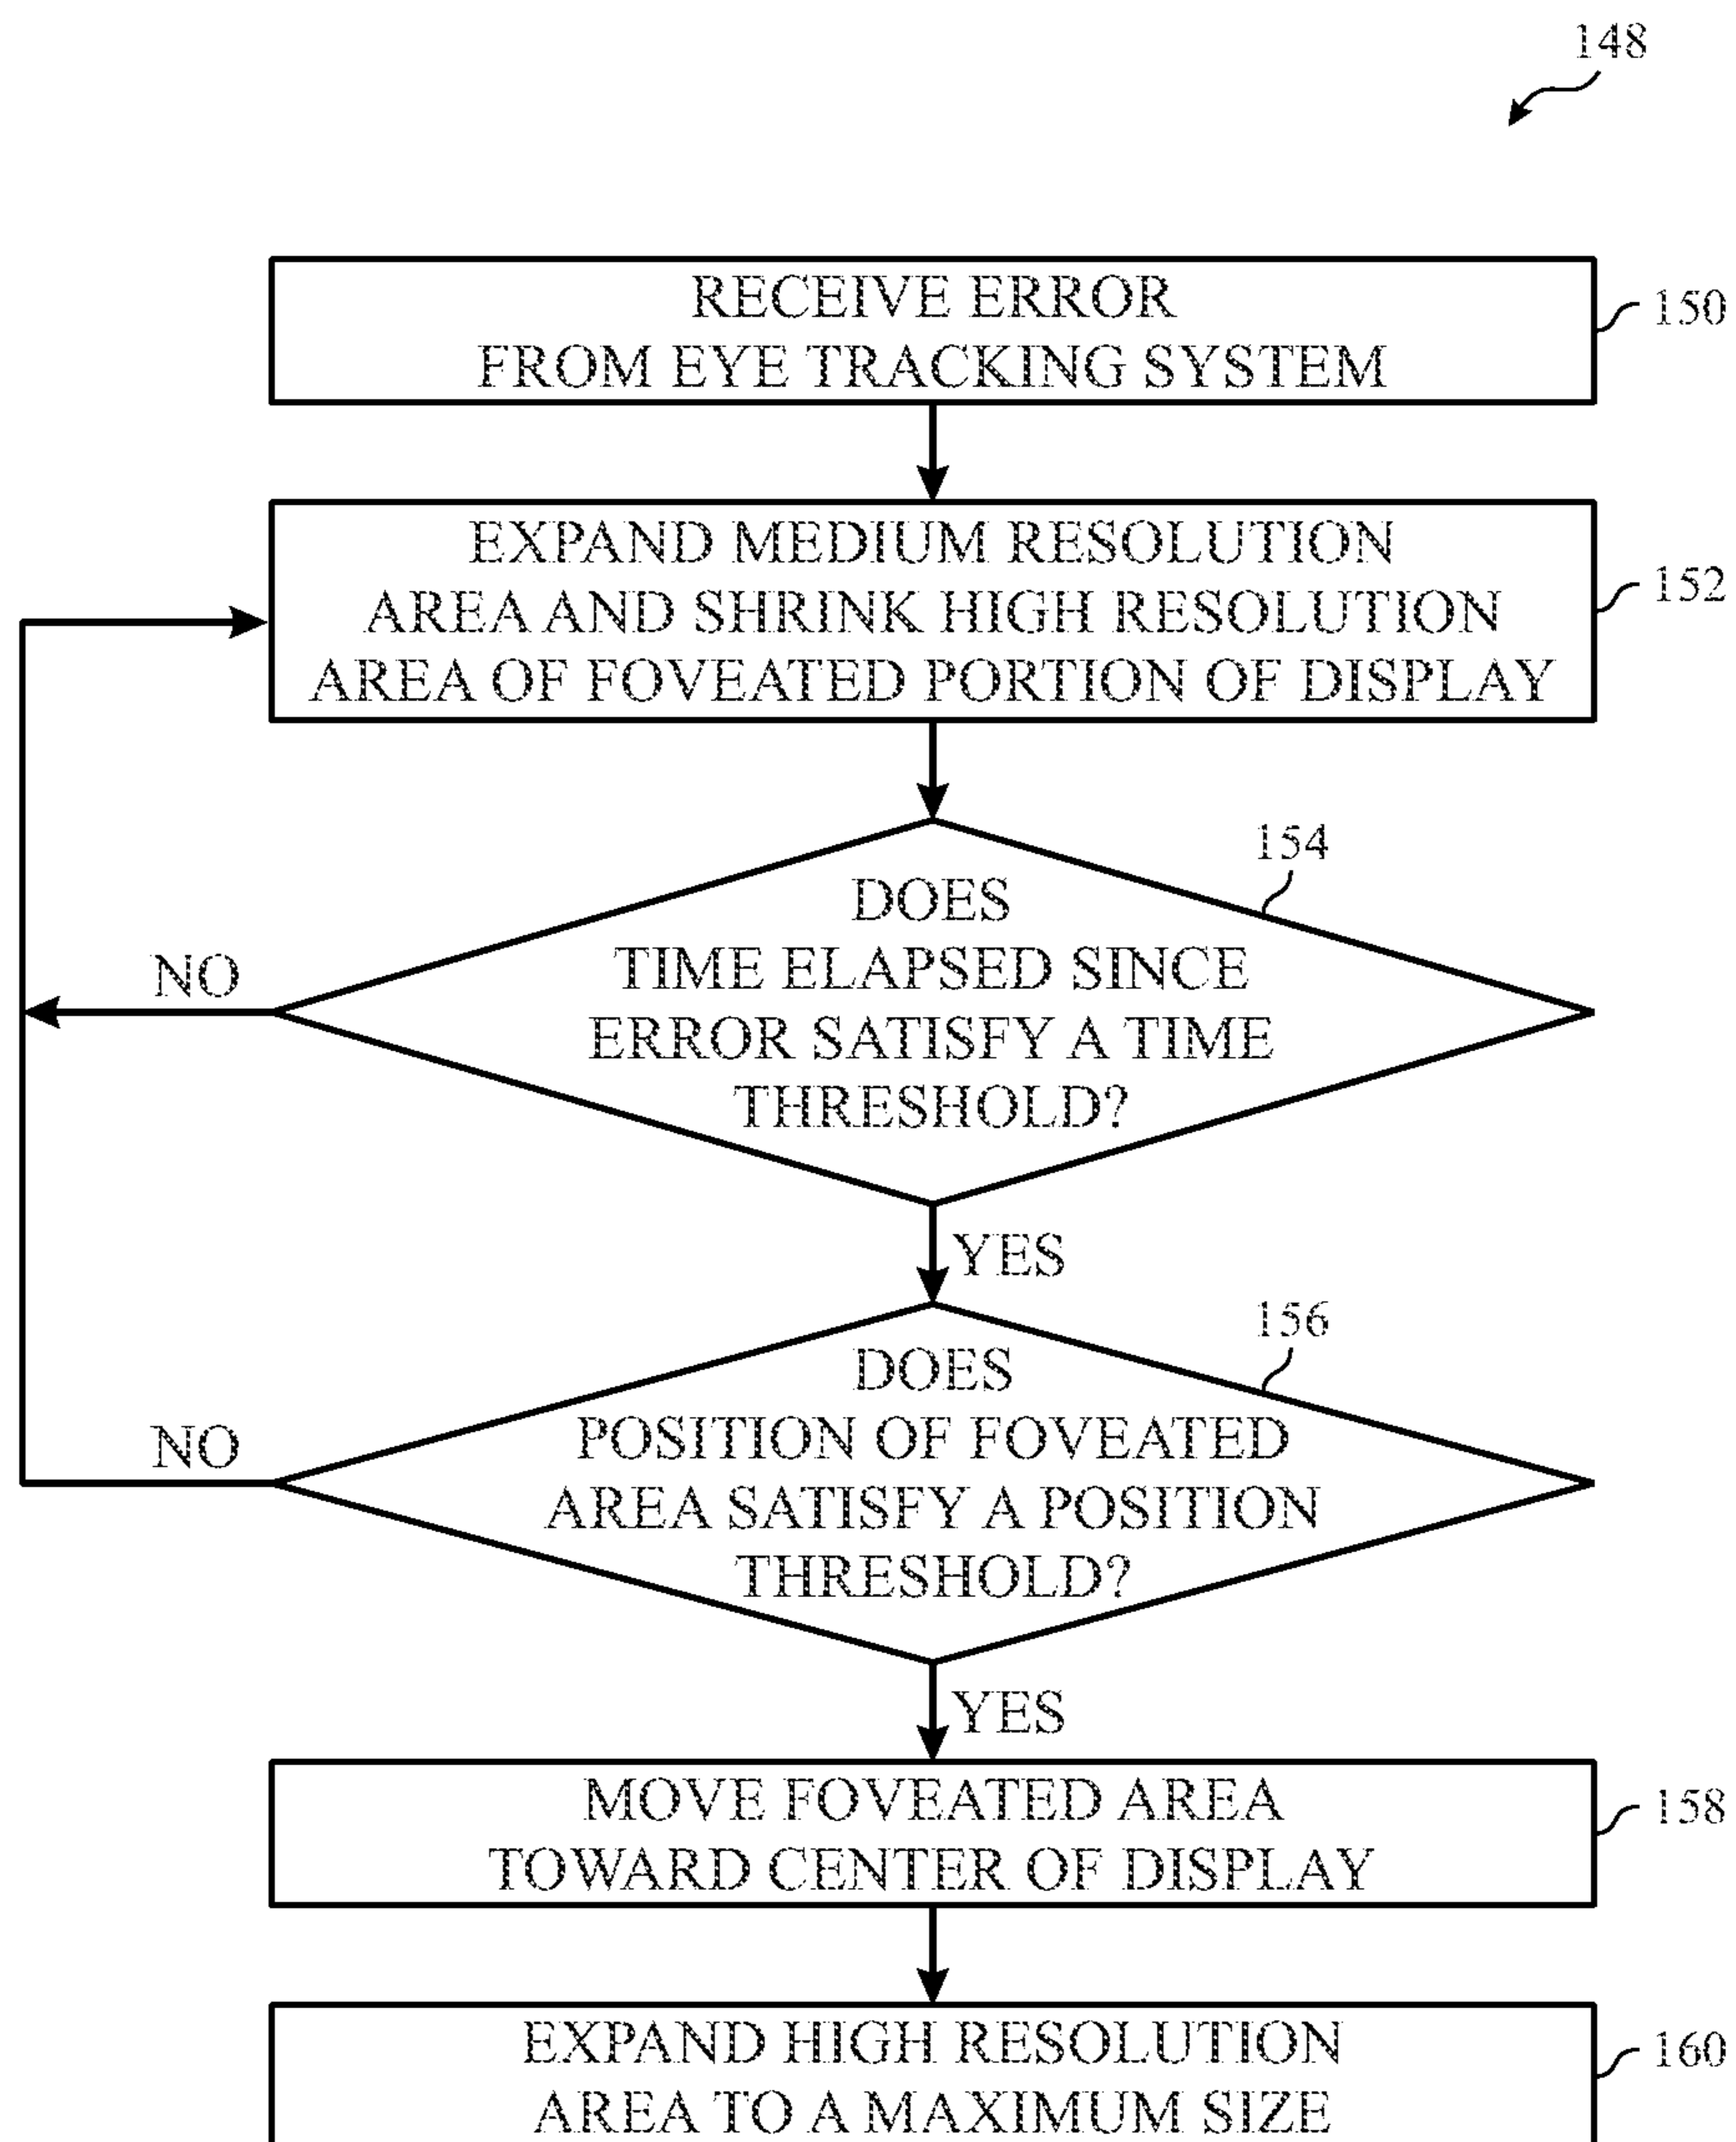 148
RECEIVE ERROR
FROM EYE TRACKING SYSTEM
150
EXPAND MEDIUM RESOLUTION
AREA AND SHRINK HIGH RESOLUTION
AREA OF FOVEATED PORTION OF DISPLAY
152
154
DOES
TIME ELAPSED SINCE
ERROR SATISFY A TIME
THRESHOLD?
NO
YES
156
DOES
POSITION OF FOVEATED
AREA SATISFY A POSITION
THRESHOLD?
NO
YES
MOVE FOVEATED AREA
TOWARD CENTER OF DISPLAY
158
EXPAND HIGH RESOLUTION
AREA TO A MAXIMUM SIZE
160